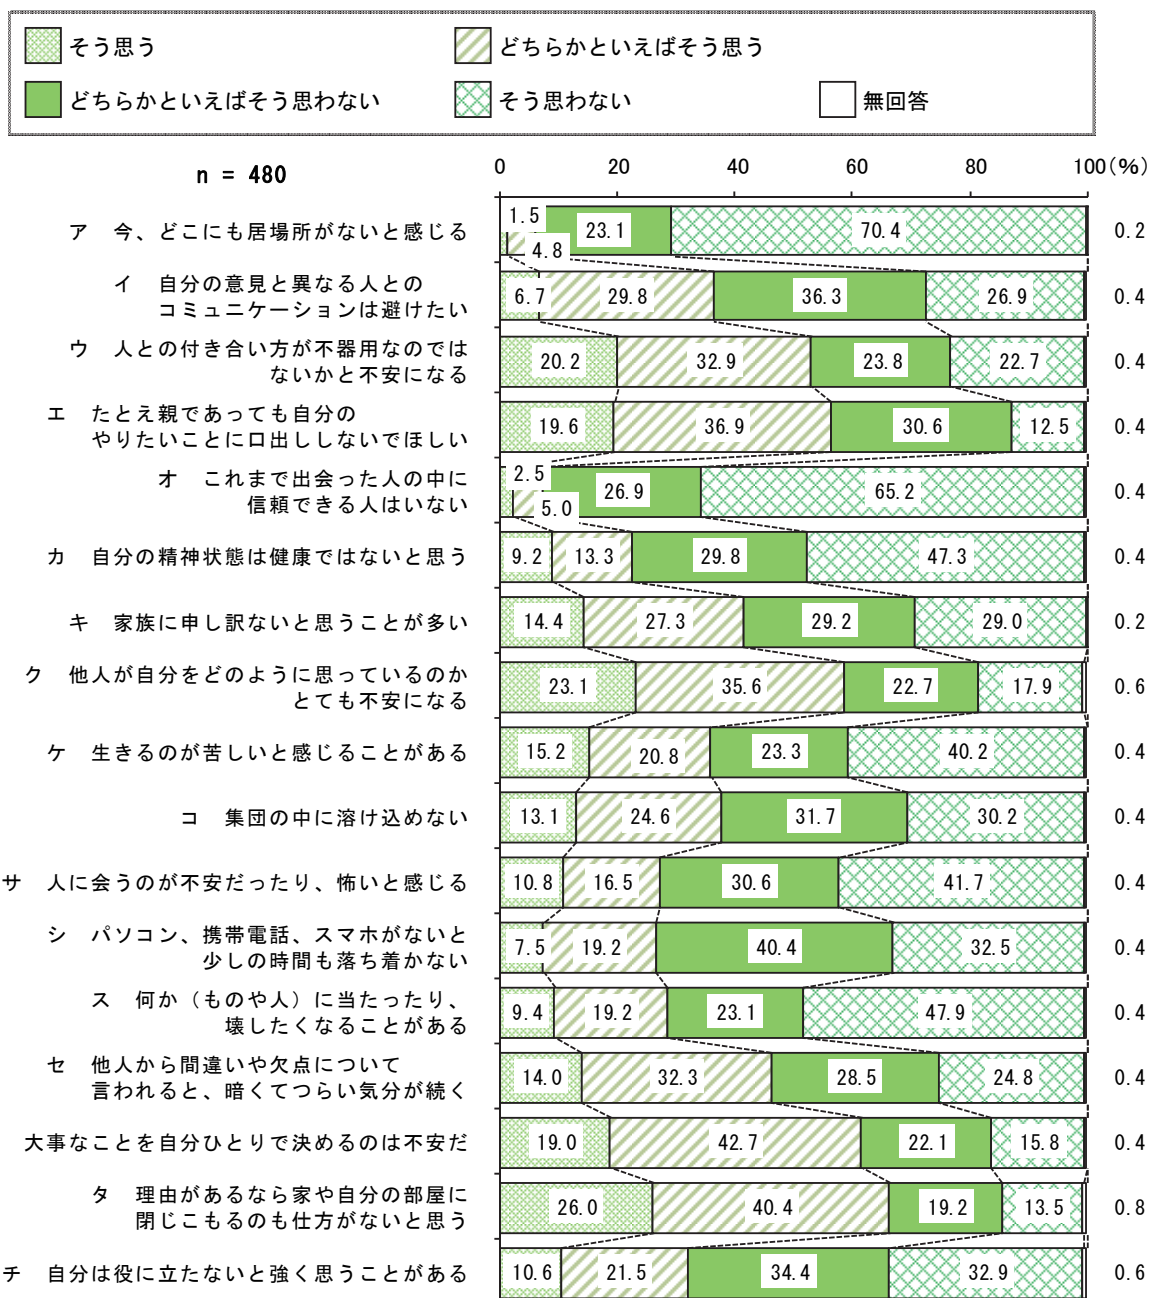 そう思う
どちらかといえばそう思う
どちらかといえばそう思わない
そう思わない
無回答
n = 480
0 20 40 60 80 100(%)
ア 今、どこにも居場所がないと感じる 1.5 4.8 23.1 70.4 0.2
イ 自分の意見と異なる人との
コミュニケーションは避けたい 6.7 29.8 36.3 26.9 0.4
ウ 人との付き合い方が不器用なのでは
ないかと不安になる 20.2 32.9 23.8 22.7 0.4
エ たとえ親であっても自分の
やりたいことに口出ししないでほしい 19.6 36.9 30.6 12.5 0.4
オ これまで出会った人の中に
信頼できる人はいない 2.5 5.0 26.9 65.2 0.4
カ 自分の精神状態は健康ではないと思う 9.2 13.3 29.8 47.3 0.4
キ 家族に申し訳ないと思うことが多い 14.4 27.3 29.2 29.0 0.2
ク 他人が自分をどのように思っているのか
とても不安になる 23.1 35.6 22.7 17.9 0.6
ケ 生きるのが苦しいと感じることがある 15.2 20.8 23.3 40.2 0.4
コ 集団の中に溶け込めない 13.1 24.6 31.7 30.2 0.4
サ 人に会うのが不安だったり、怖いと感じる 10.8 16.5 30.6 41.7 0.4
シ パソコン、携帯電話、スマホがないと
少しの時間も落ち着かない 7.5 19.2 40.4 32.5 0.4
ス 何か（ものや人）に当たったり、
壊したくなることがある 9.4 19.2 23.1 47.9 0.4
セ 他人から間違いや欠点について
言われると、暗くてつらい気分が続く 14.0 32.3 28.5 24.8 0.4
大事なことを自分ひとりで決めるのは不安だ 19.0 42.7 22.1 15.8 0.4
タ 理由があるなら家や自分の部屋に
閉じこもるのも仕方がないと思う 26.0 40.4 19.2 13.5 0.8
チ 自分は役に立たないと強く思うことがある 10.6 21.5 34.4 32.9 0.6